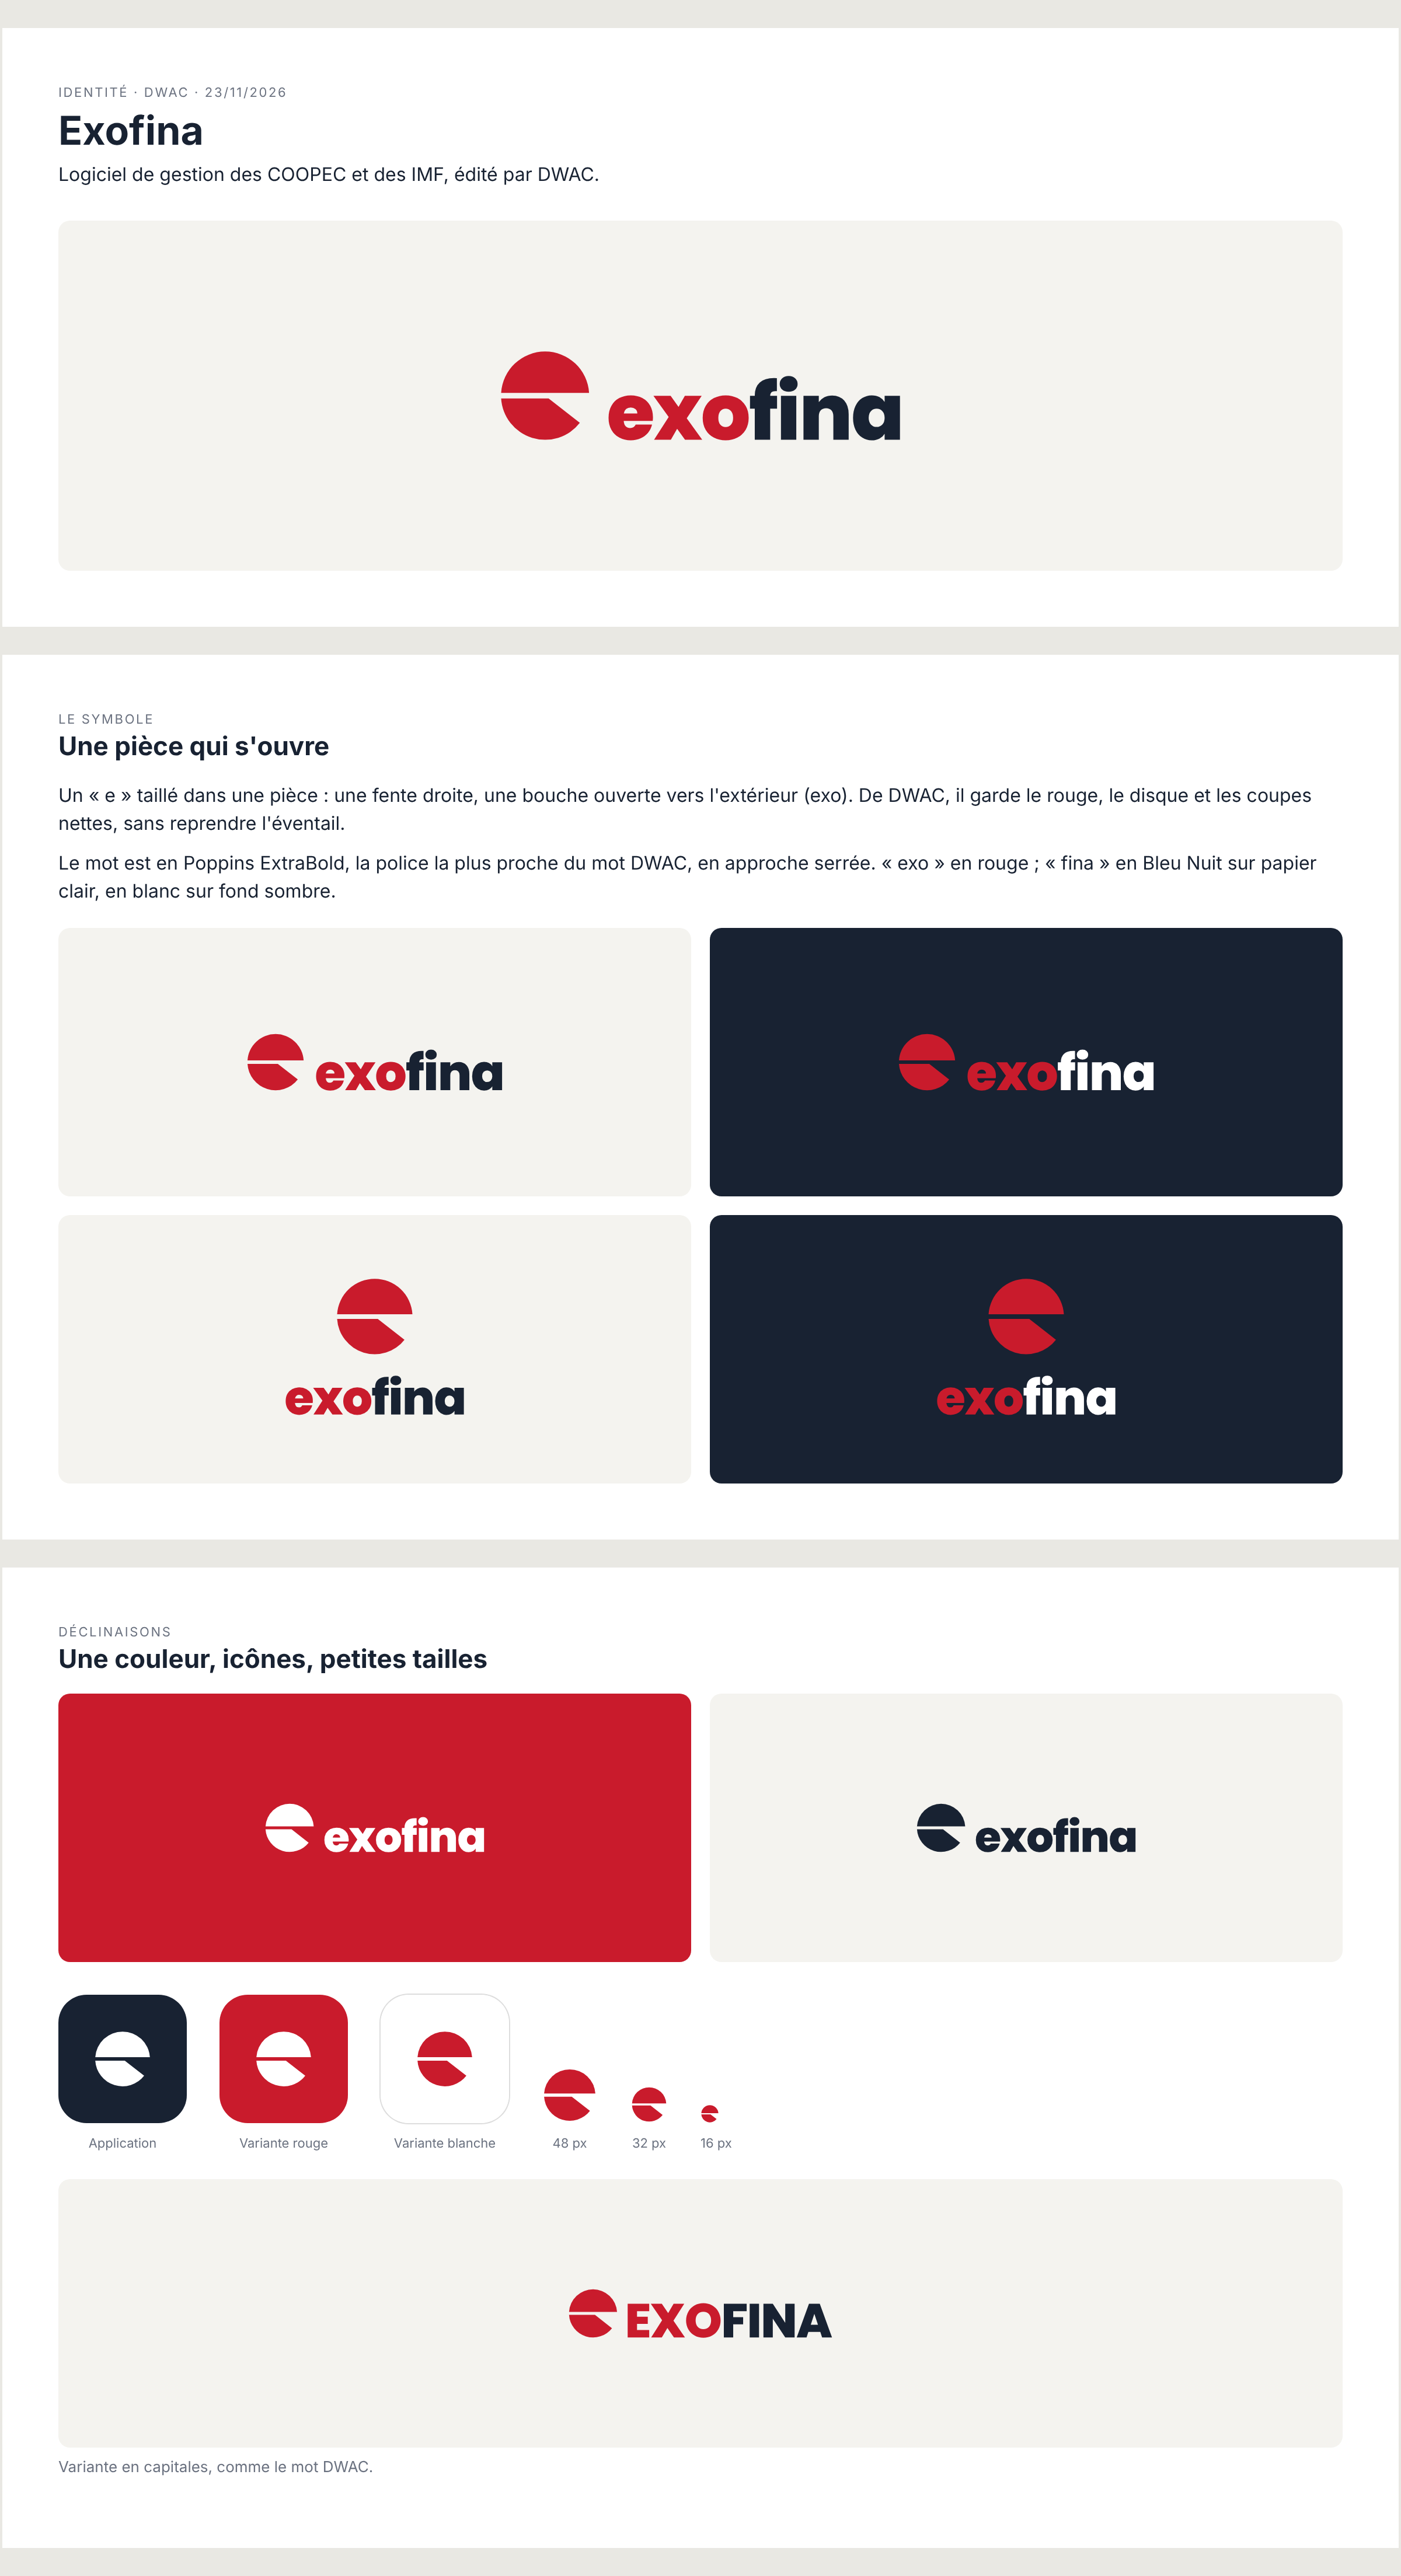 IDENTITÉ · DWAC · 23/11/2026
Exofina
Logiciel de gestion des COOPEC et des IMF, édité par DWAC.
exofina
LE SYMBOLE
Une pièce qui s'ouvre
Un « e » taillé dans une pièce : une fente droite, une bouche ouverte vers l'extérieur (exo). De DWAC, il garde le rouge, le disque et les coupes
nettes, sans reprendre l'éventail.
Le mot est en Poppins ExtraBold, la police la plus proche du mot DWAC, en approche serrée. « exo » en rouge ; « fina » en Bleu Nuit sur papier
clair, en blanc sur fond sombre.
exofina
exofina
exofina
exofina
DÉCLINAISONS
Une couleur, icônes, petites tailles
exofina
exofina
Application
Variante rouge
Variante blanche
48 px
32 px
16 px
EXOFINA
Variante en capitales, comme le mot DWAC.